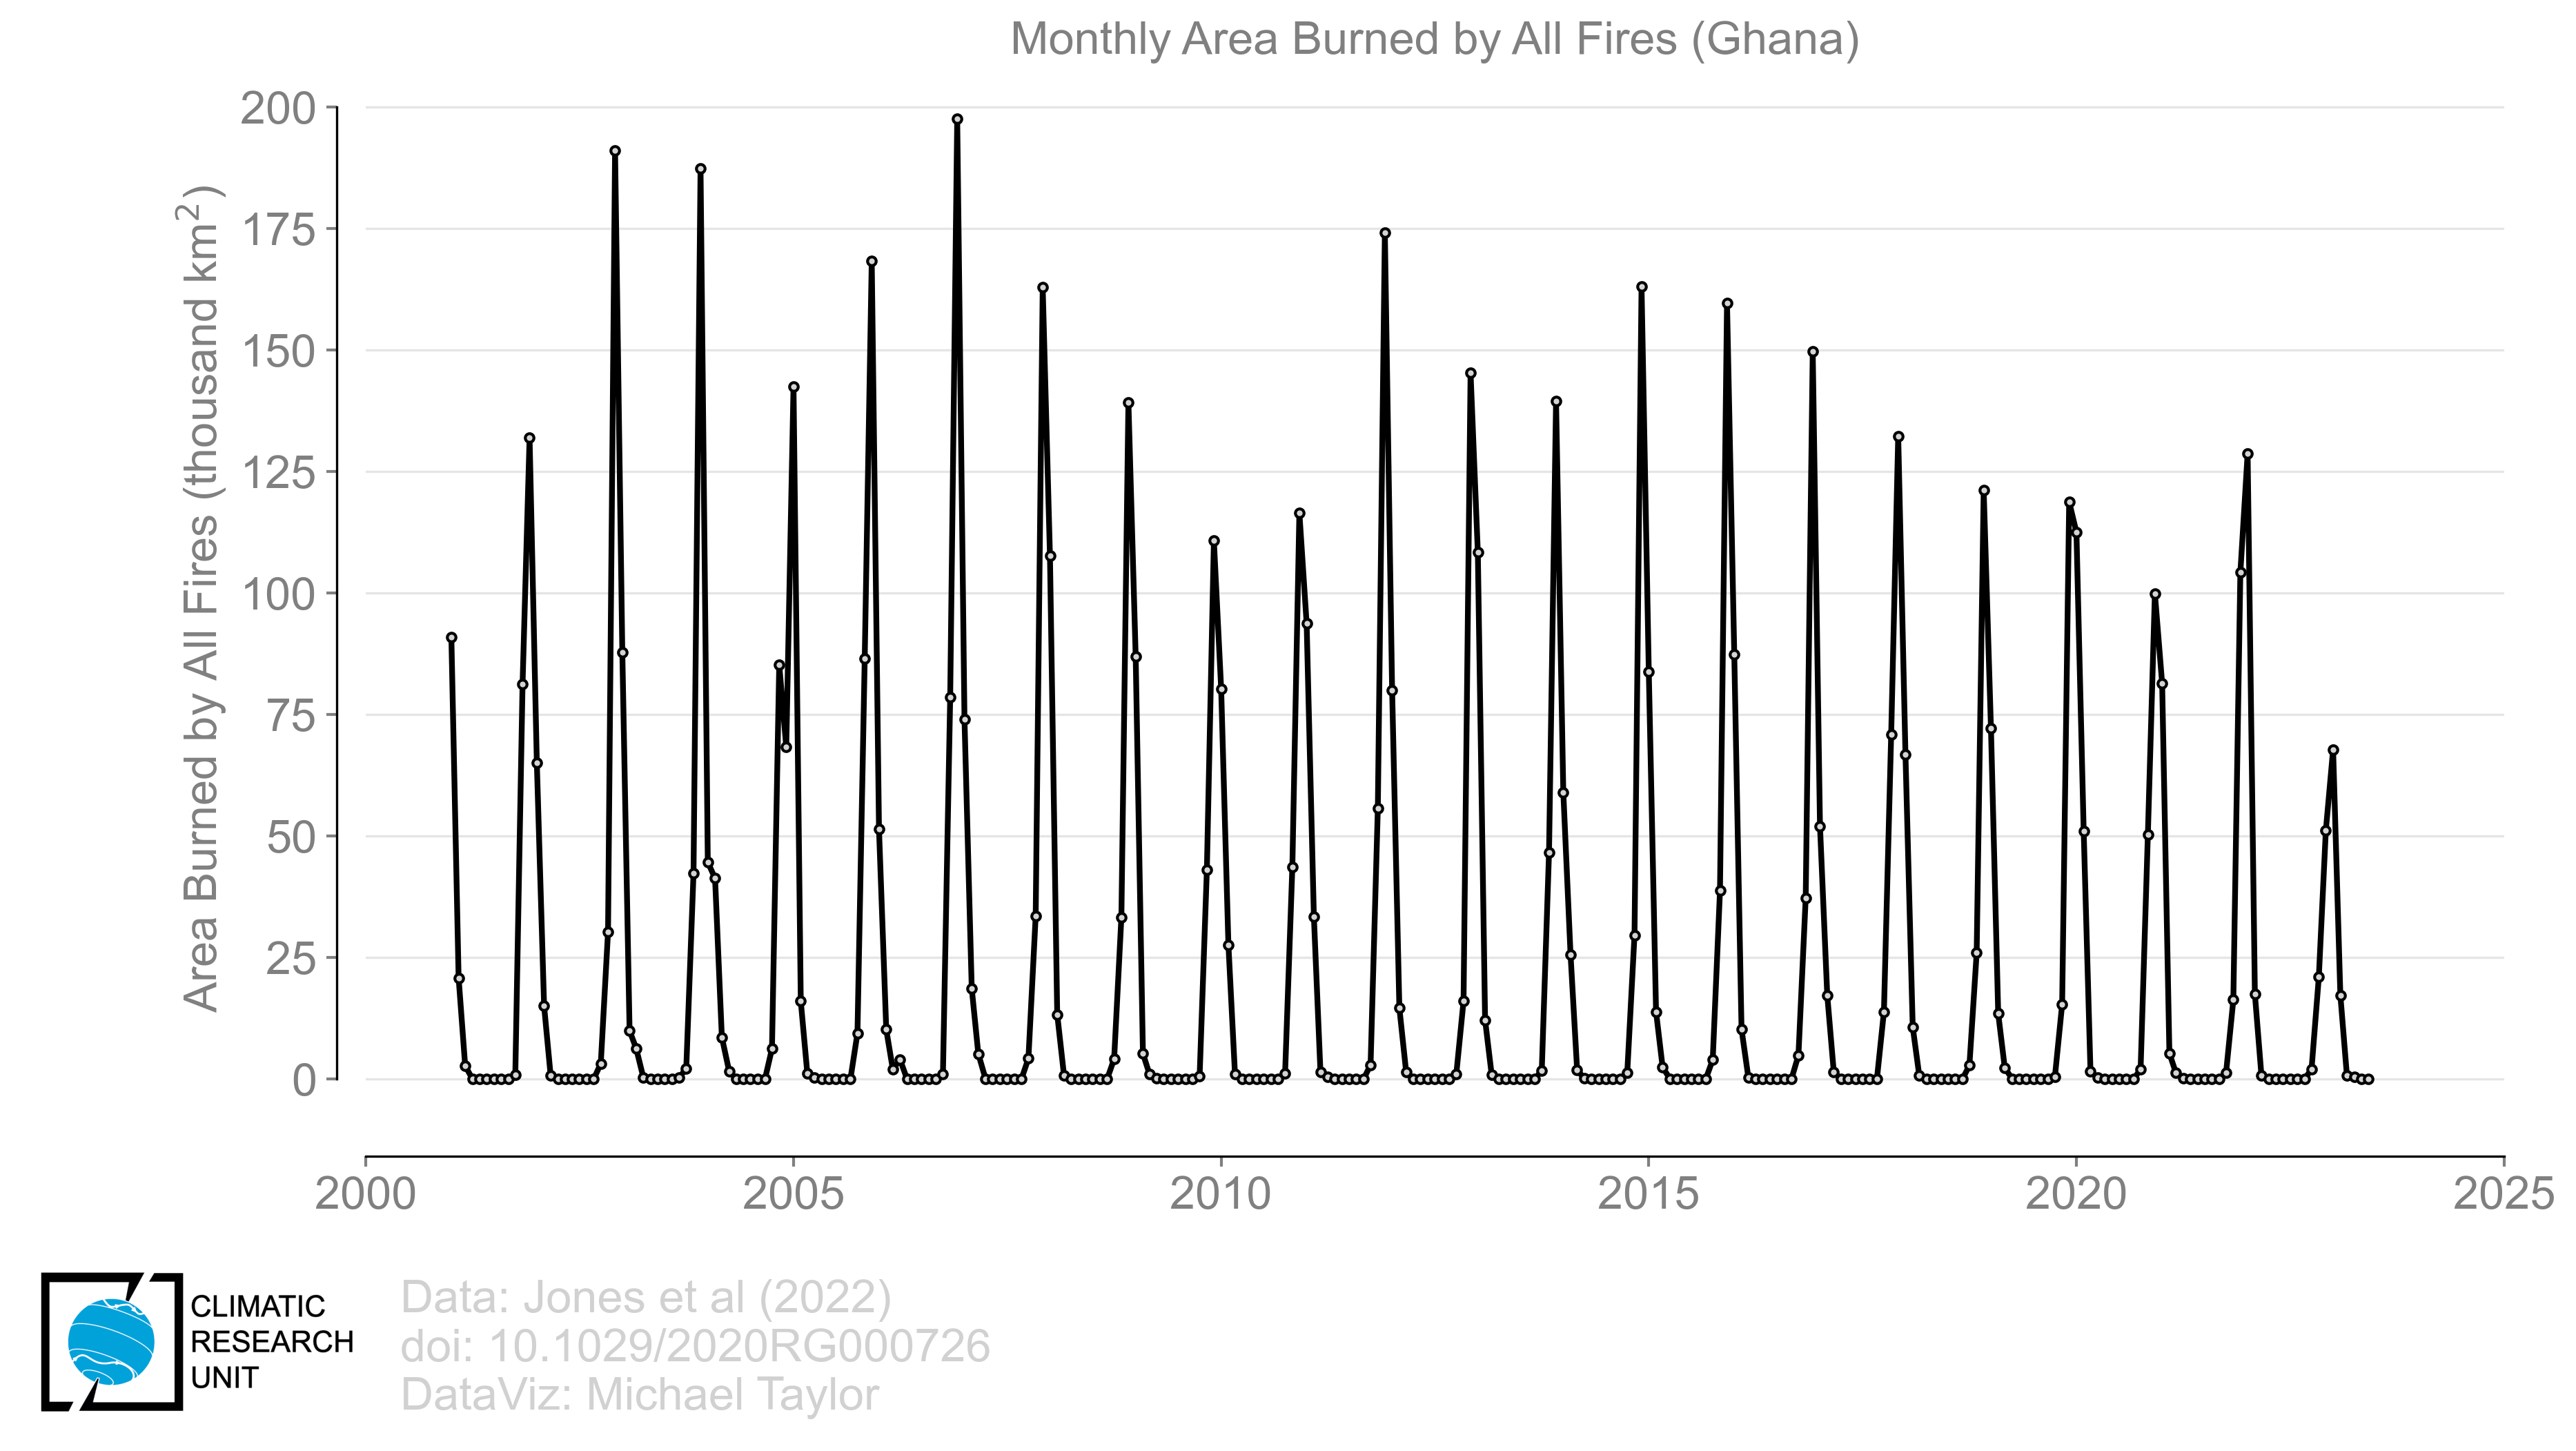 Monthly Area Burned by All Fires (Ghana)
Area Burned by All Fires (thousand km²)
200
175
150
125
100
75
50
25
0
2000 2005 2010 2015 2020 2025
CLIMATIC
RESEARCH
UNIT
Data: Jones et al (2022)
doi: 10.1029/2020RG000726
DataViz: Michael Taylor